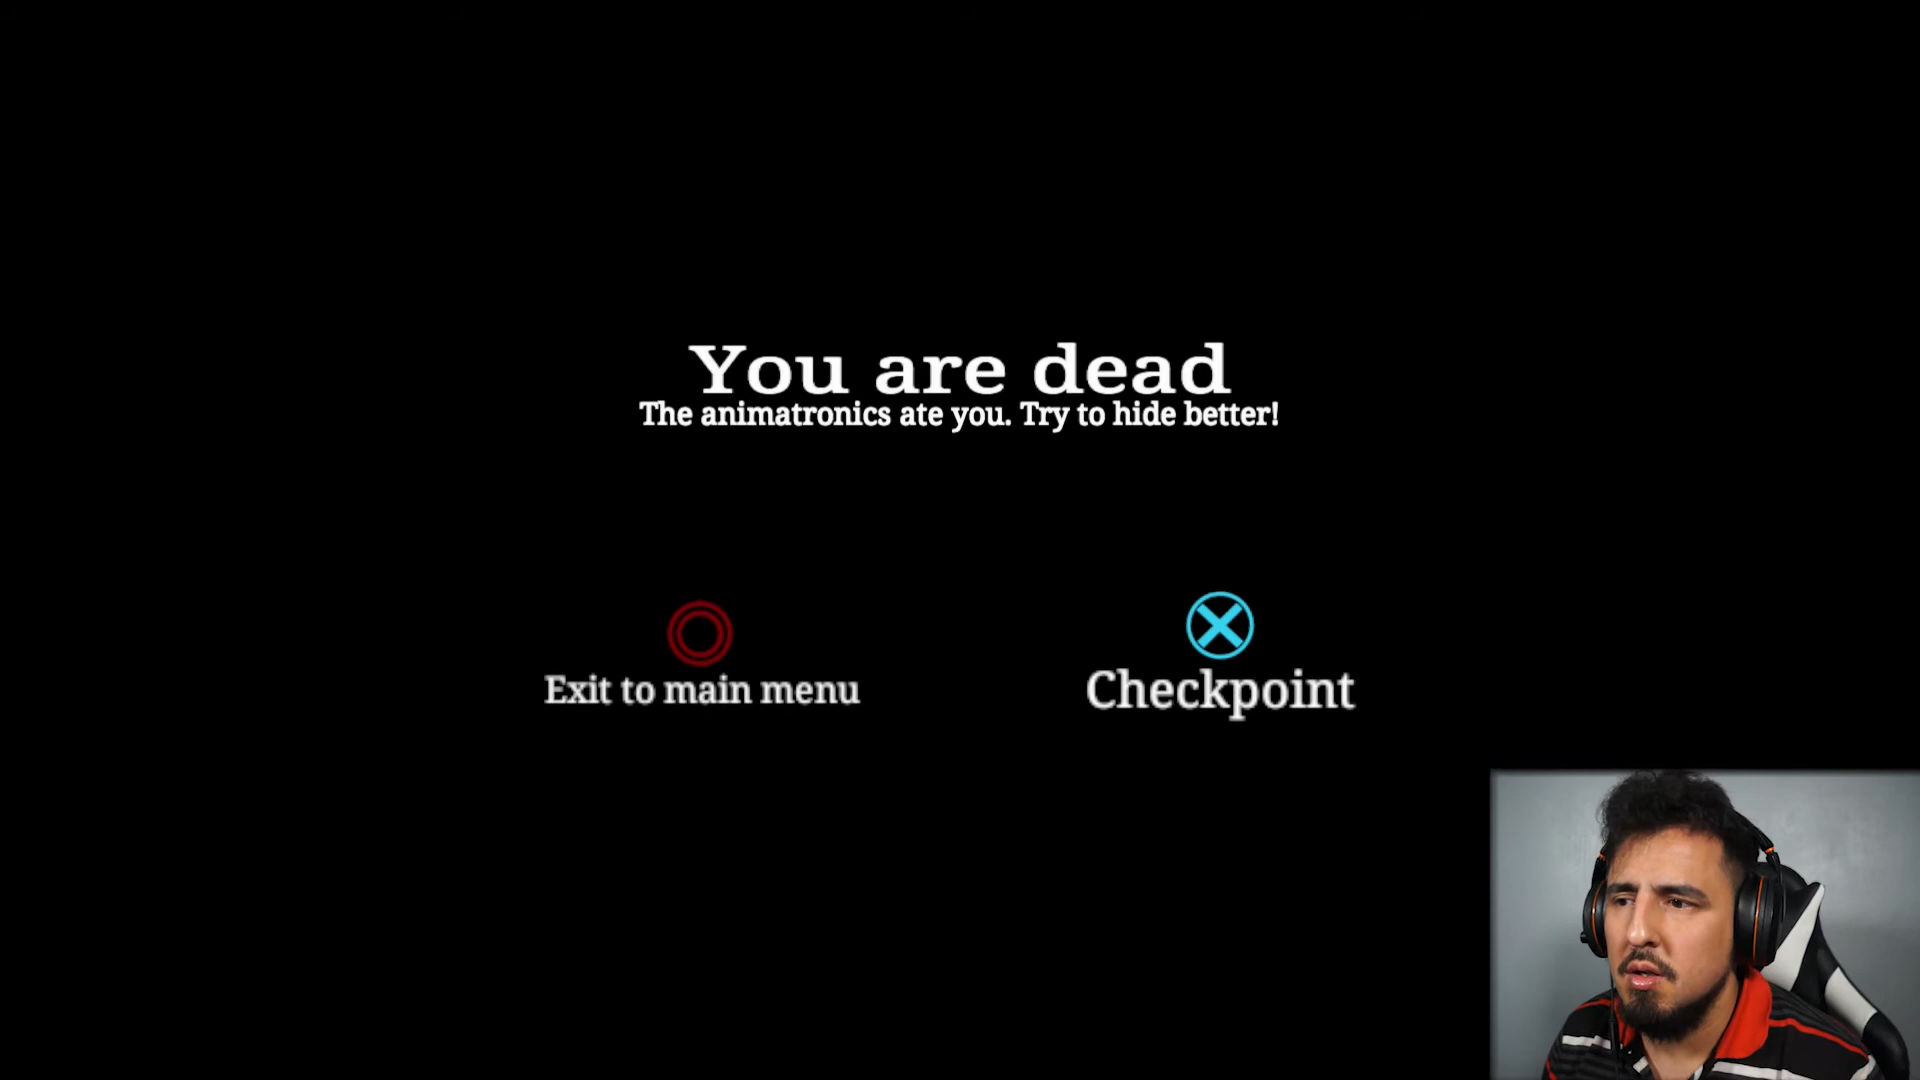 You are dead
The animatronics ate you. Try to hide better!
Exit to main menu
Checkpoint